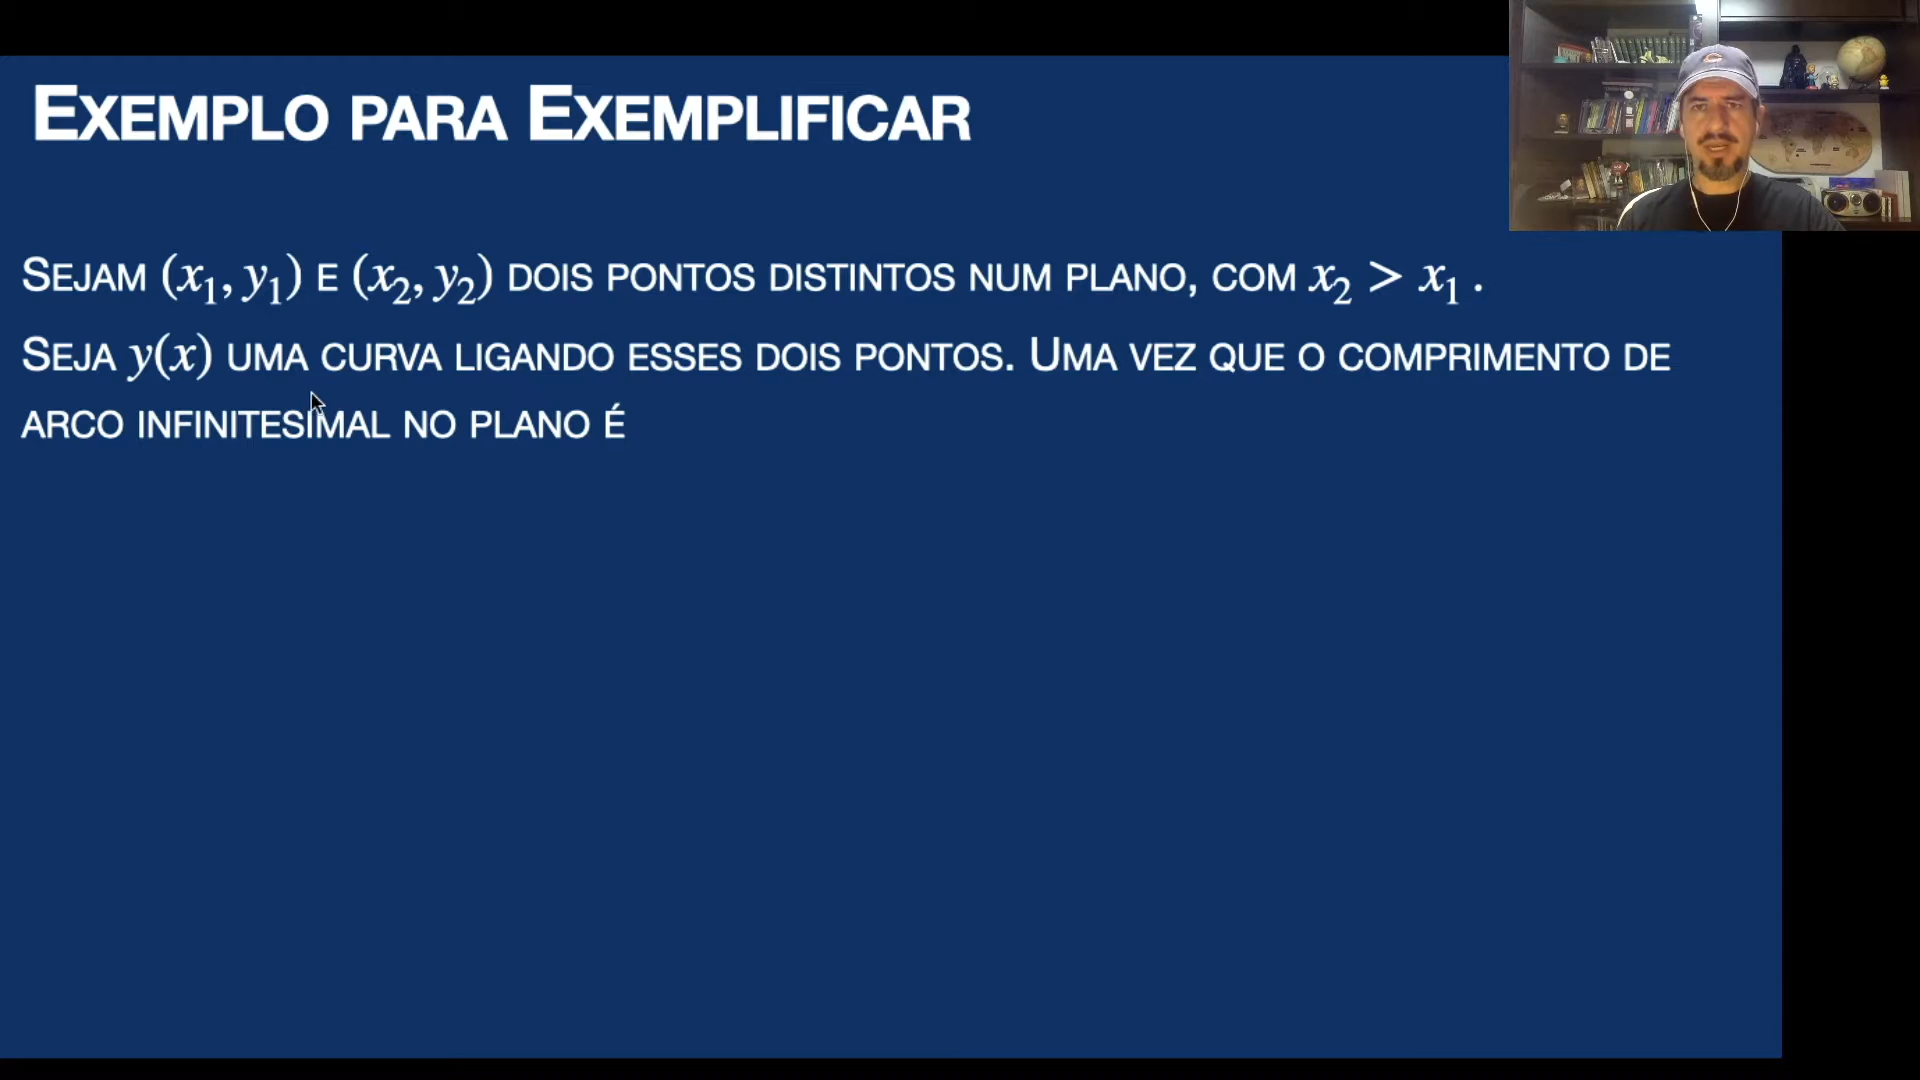 Exemplo para Exemplificar
Sejam (x₁, y₁) e (x₂, y₂) dois pontos distintos num plano, com x₂ > x₁ .
Seja y(x) uma curva ligando esses dois pontos. Uma vez que o comprimento de
arco infinitesimal no plano é